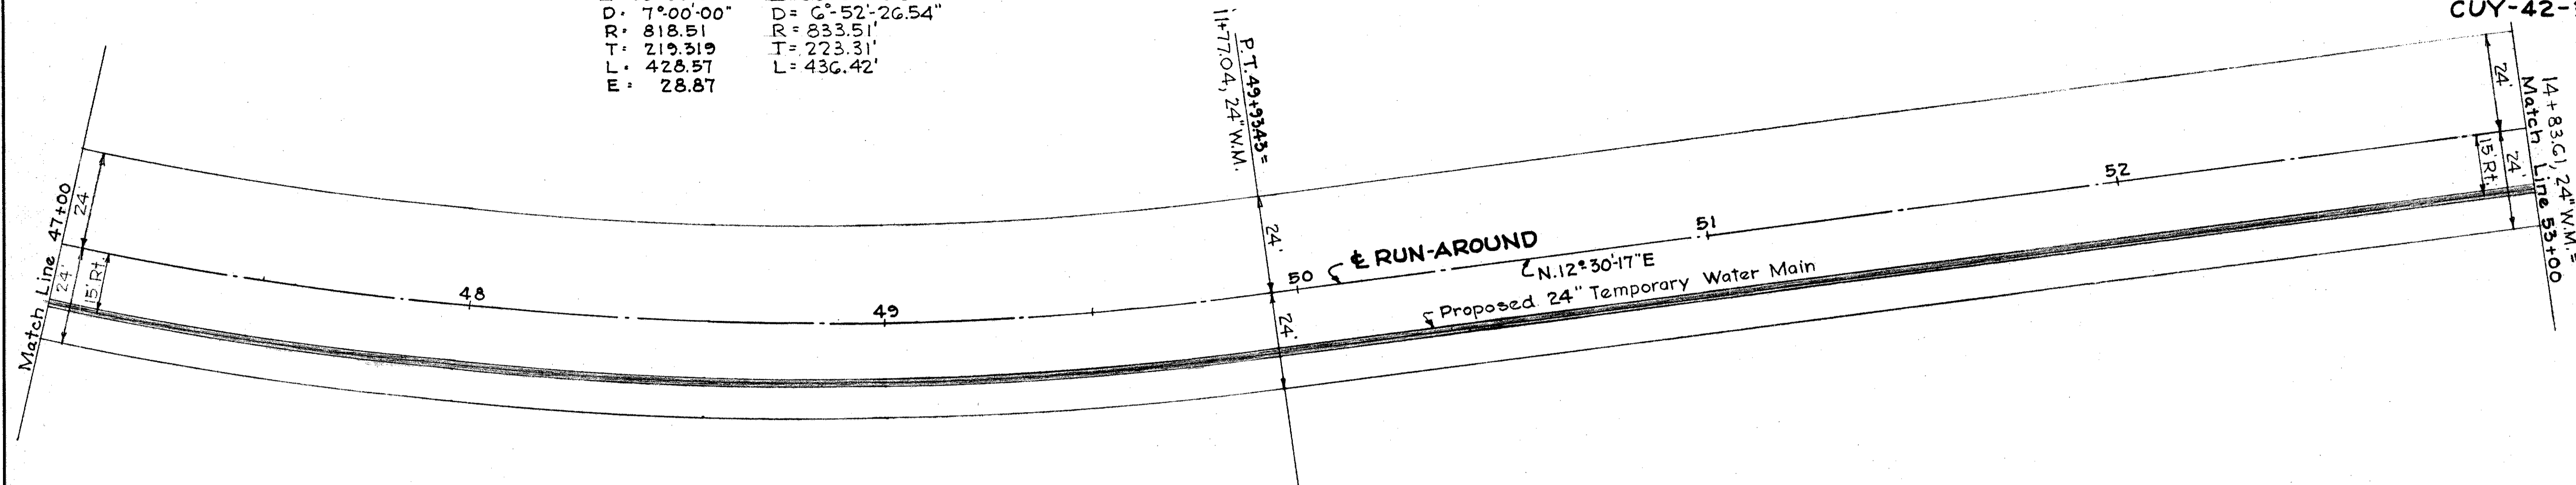 CUY-42-
D. 7°-00'-00" D= 6°-52'-26.54"
R. 818.51 R = 833.51'
T: 219.319 T= 223.31'
L. 428.57 L= 436.42'
E: 28.87
Match Line 47+00
24'
24'
15' Rt.
48
49
P.T. 49+93.43 =
11+77.04, 24" W.M.
24'
24'
50
℄ RUN-AROUND
N.12°30'-17"E
Proposed 24" Temporary Water Main
51
52
24'
24'
15' Rt.
14+83.61, 24" W.M. =
Match Line 53+00